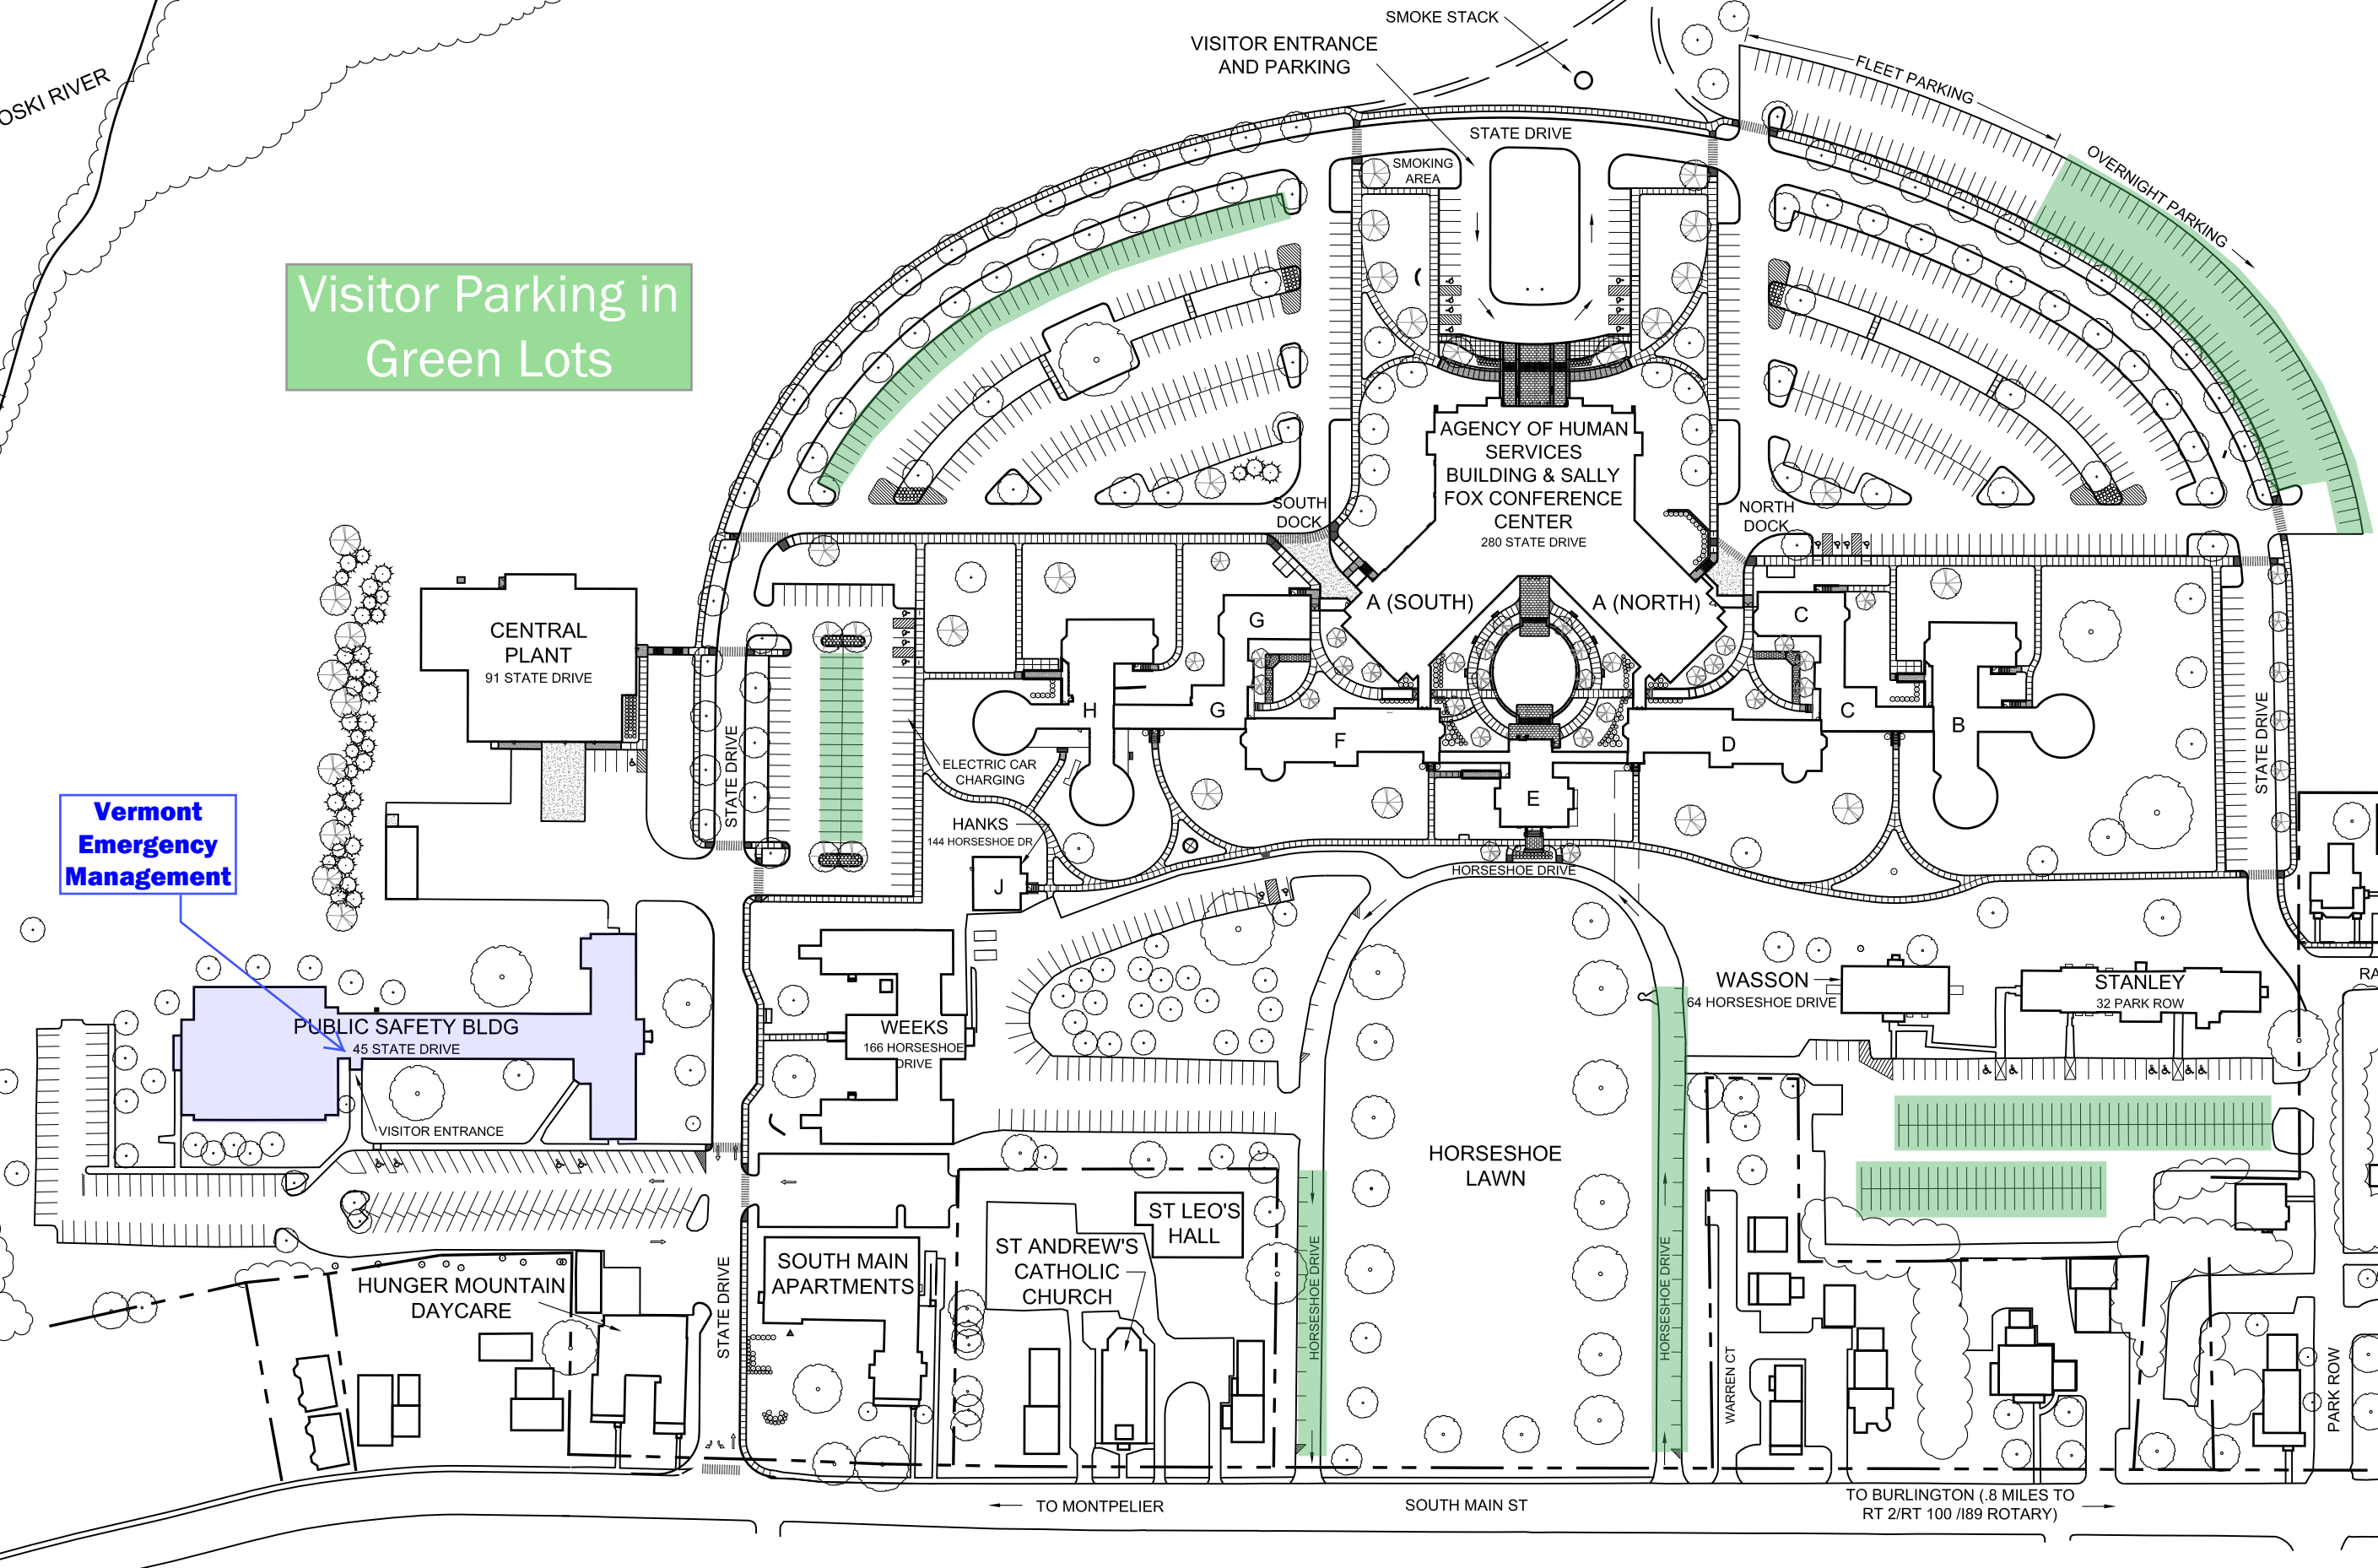 SMOKE STACK
VISITOR ENTRANCE
AND PARKING
FLEET PARKING
OSKI RIVER
STATE DRIVE
OVERNIGHT PARKING
SMOKING
AREA
Visitor Parking in
Green Lots
AGENCY OF HUMAN
SERVICES
BUILDING & SALLY
FOX CONFERENCE
CENTER
280 STATE DRIVE
SOUTH
DOCK
NORTH
DOCK
A (SOUTH)
A (NORTH)
CENTRAL
PLANT
91 STATE DRIVE
G
C
H
G
F
D
C
B
E
STATE DRIVE
STATE DRIVE
ELECTRIC CAR
CHARGING
HANKS
144 HORSESHOE DR
J
HORSESHOE DRIVE
Vermont
Emergency
Management
WASSON
64 HORSESHOE DRIVE
STANLEY
32 PARK ROW
RA
PUBLIC SAFETY BLDG
45 STATE DRIVE
WEEKS
166 HORSESHOE
DRIVE
VISITOR ENTRANCE
HORSESHOE
LAWN
ST LEO'S
HALL
ST ANDREW'S
CATHOLIC
CHURCH
SOUTH MAIN
APARTMENTS
HUNGER MOUNTAIN
DAYCARE
STATE DRIVE
HORSESHOE DRIVE
HORSESHOE DRIVE
WARREN CT
PARK ROW
TO MONTPELIER
SOUTH MAIN ST
TO BURLINGTON (.8 MILES TO
RT 2/RT 100 /I89 ROTARY)